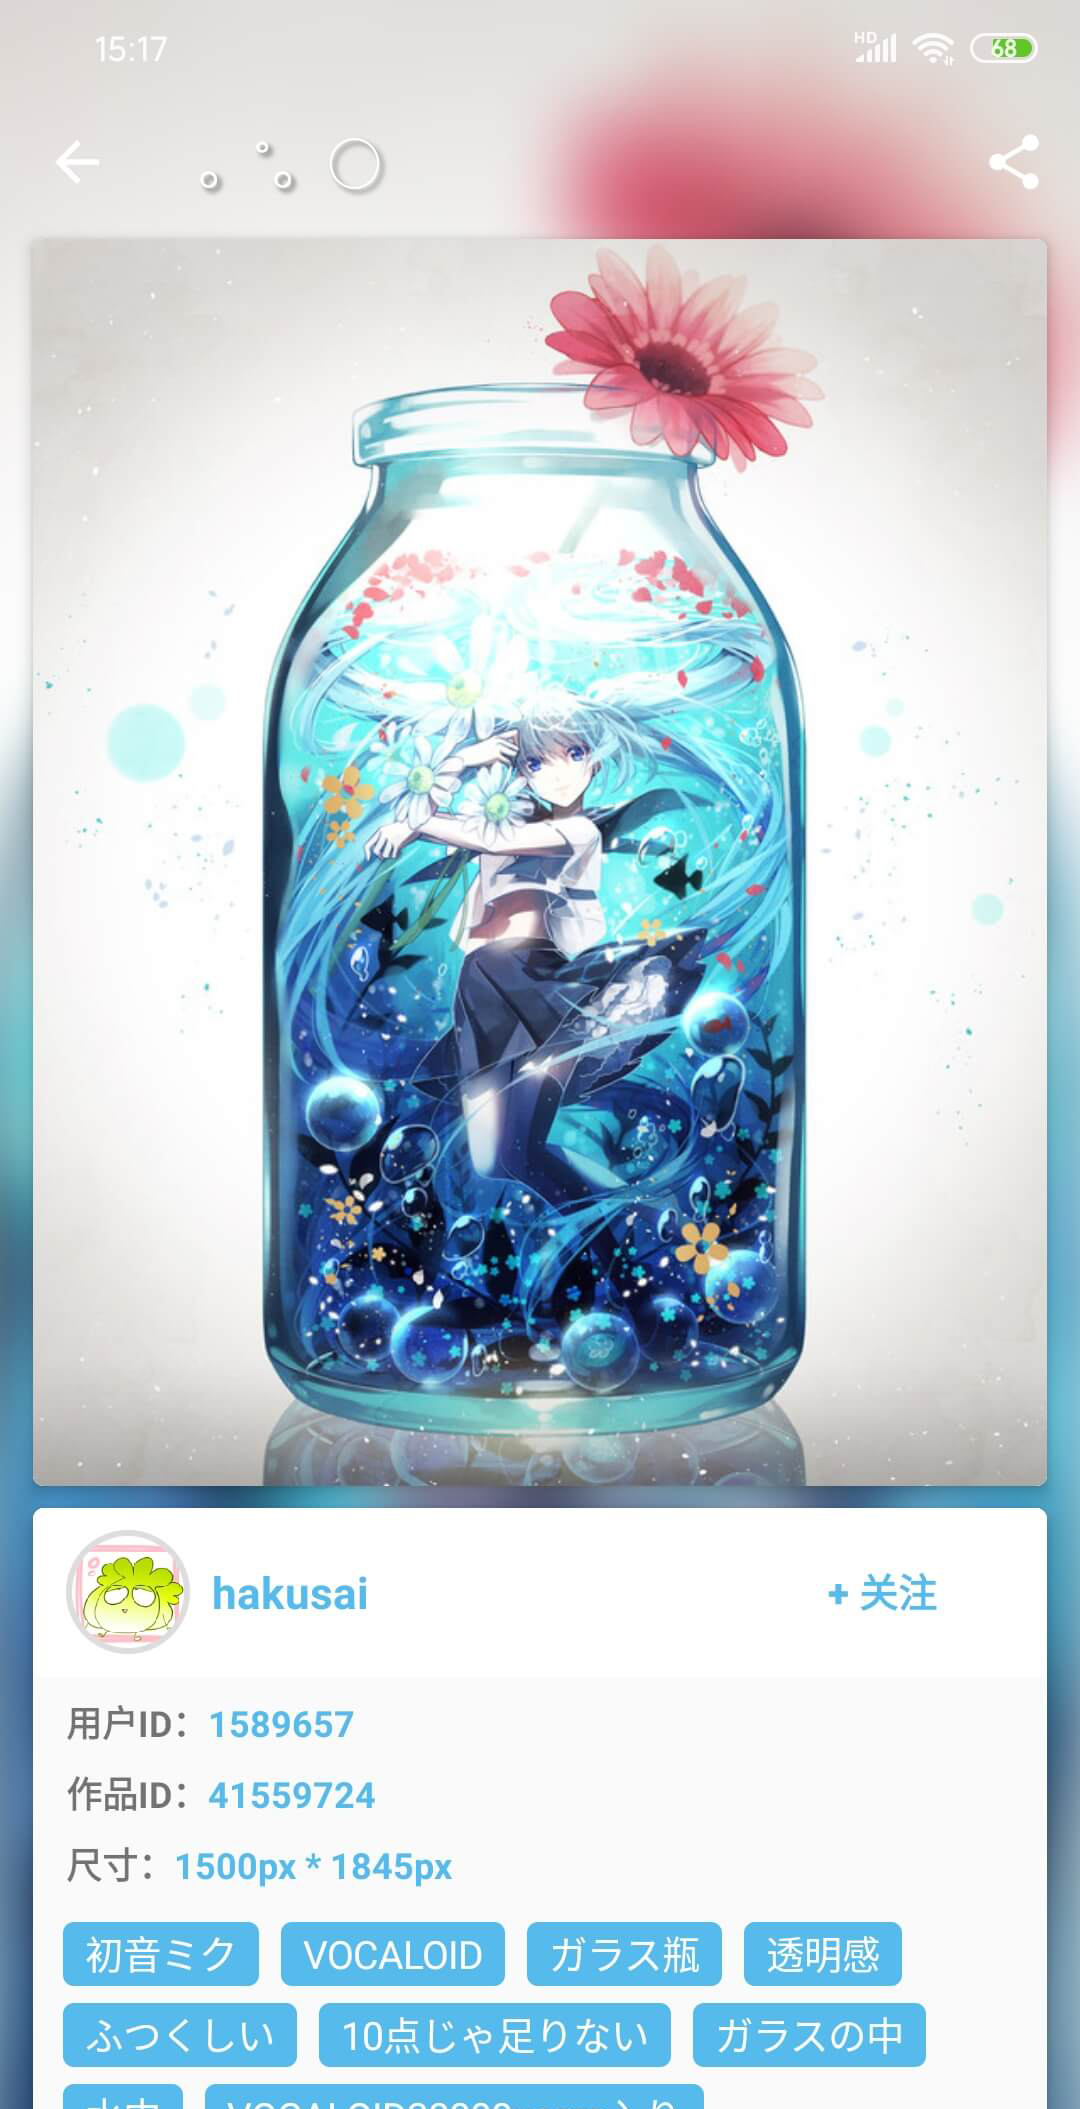 15:17 HD 68
hakusai + 关注
用户ID：1589657
作品ID：41559724
尺寸：1500px * 1845px
初音ミク VOCALOID ガラス瓶 透明感
ふつくしい 10点じゃ足りない ガラスの中